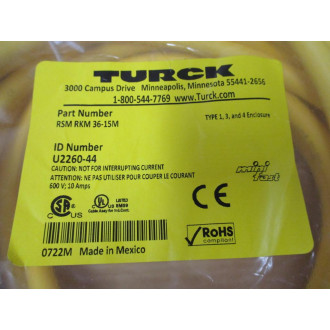 TURCK
3000 Campus Drive Minneapolis, Minnesota 55441-2656
1-800-544-7769 www.Turck.com
Part Number
RSM RKM 36-15M
TYPE 1, 3, and 4 Enclosure
ID Number
U2260-44
CAUTION: NOT FOR INTERRUPTING CURRENT
ATTENTION: NE PAS UTILISER POUR COUPER LE COURANT
600 V; 10 Amps
mini fast
C US
LISTED
CE
RoHS
compliant
0722M Made in Mexico